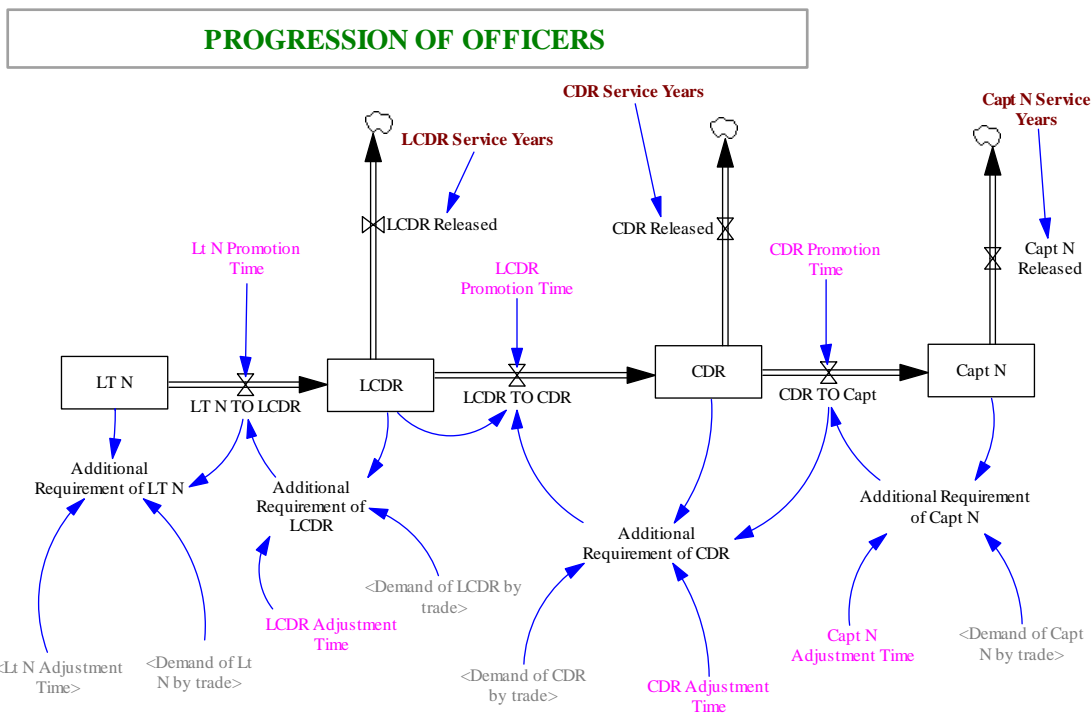 PROGRESSION OF OFFICERS
CDR Service Years
Capt N Service
Years
LCDR Service Years
LCDR Released
CDR Released
Capt N
Released
Lt N Promotion
Time
LCDR
Promotion Time
CDR Promotion
Time
LT N
LCDR
CDR
Capt N
LT N TO LCDR
LCDR TO CDR
CDR TO Capt
Additional
Requirement of LT N
Additional
Requirement of
LCDR
Additional
Requirement of CDR
Additional Requirement
of Capt N
<Demand of LCDR by
trade>
LCDR Adjustment
Time
<Lt N Adjustment
Time>
<Demand of Lt
N by trade>
<Demand of CDR
by trade>
CDR Adjustment
Time
Capt N
Adjustment Time
<Demand of Capt
N by trade>